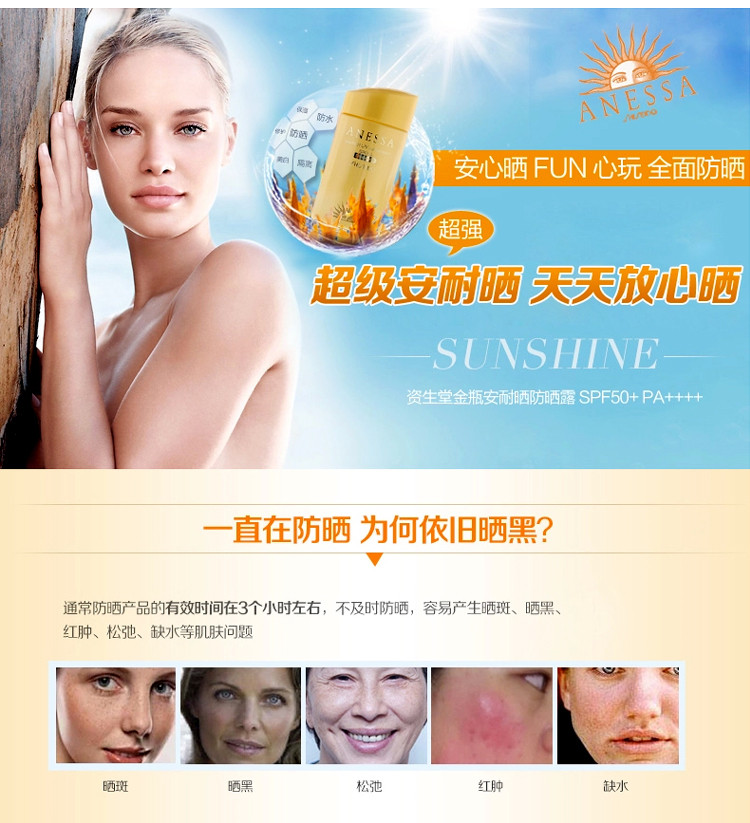 ANESSA
SHISEIDO
保湿
防水
修护
防晒
美白
隔离
ANESSA
安心晒 FUN 心玩 全面防晒
超强
超级安耐晒 天天放心晒
SUNSHINE
资生堂金瓶安耐晒防晒露 SPF50+ PA++++
一直在防晒 为何依旧晒黑?
通常防晒产品的有效时间在3个小时左右，不及时防晒，容易产生晒斑、晒黑、
红肿、松弛、缺水等肌肤问题
晒斑
晒黑
松弛
红肿
缺水